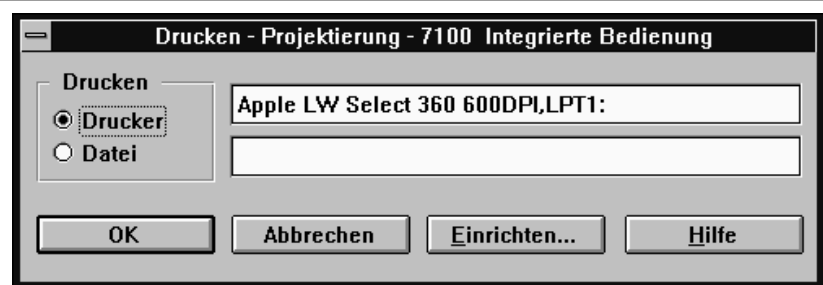 Drucken - Projektierung - 7100 Integrierte Bedienung
Drucken
Drucker
Apple LW Select 360 600DPI,LPT1:
Datei
OK
Abbrechen
Einrichten...
Hilfe